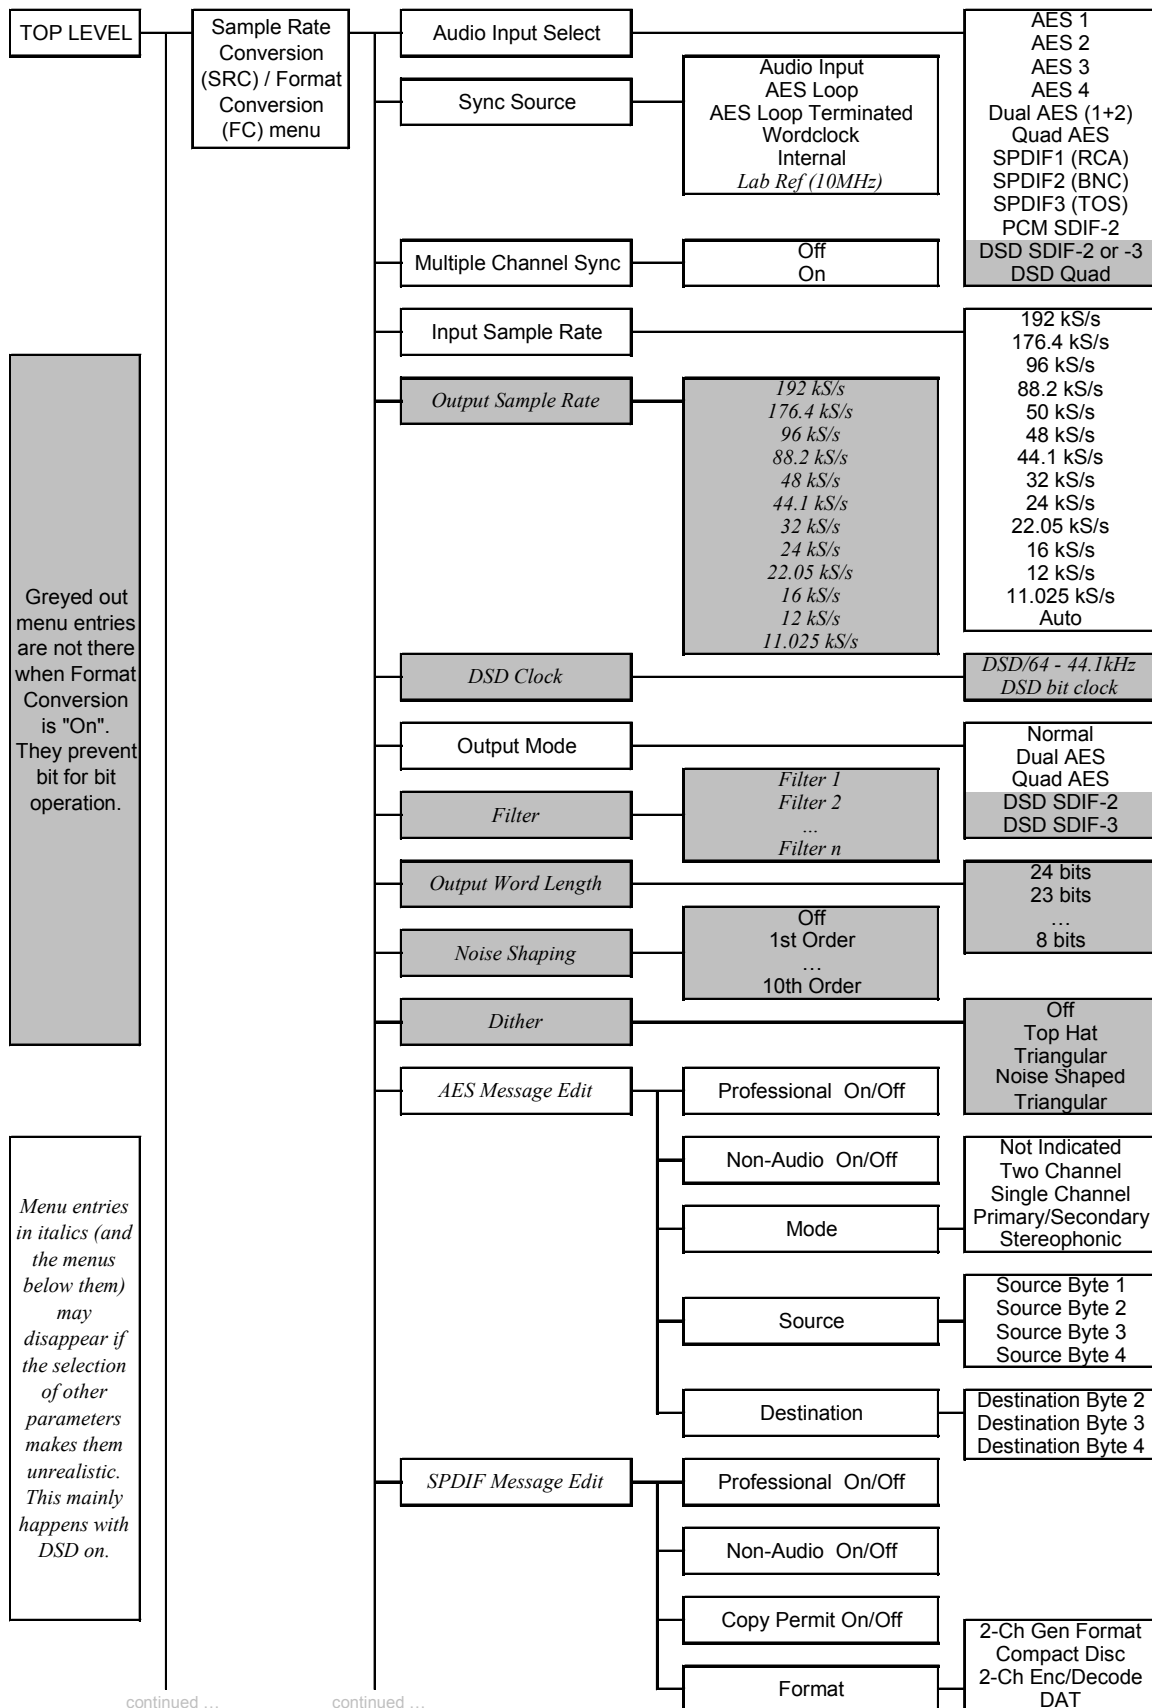 TOP LEVEL
Sample Rate
Conversion
(SRC) / Format
Conversion
(FC) menu
Audio Input Select
AES 1
AES 2
AES 3
AES 4
Dual AES (1+2)
Quad AES
SPDIF1 (RCA)
SPDIF2 (BNC)
SPDIF3 (TOS)
PCM SDIF-2
DSD SDIF-2 or -3
DSD Quad
Sync Source
Audio Input
AES Loop
AES Loop Terminated
Wordclock
Internal
Lab Ref (10MHz)
Multiple Channel Sync
Off
On
Input Sample Rate
192 kS/s
176.4 kS/s
96 kS/s
88.2 kS/s
50 kS/s
48 kS/s
44.1 kS/s
32 kS/s
24 kS/s
22.05 kS/s
16 kS/s
12 kS/s
11.025 kS/s
Auto
Output Sample Rate
192 kS/s
176.4 kS/s
96 kS/s
88.2 kS/s
48 kS/s
44.1 kS/s
32 kS/s
24 kS/s
22.05 kS/s
16 kS/s
12 kS/s
11.025 kS/s
Greyed out
menu entries
are not there
when Format
Conversion
is "On".
They prevent
bit for bit
operation.
DSD Clock
DSD/64 - 44.1kHz
DSD bit clock
Output Mode
Normal
Dual AES
Quad AES
DSD SDIF-2
DSD SDIF-3
Filter
Filter 1
Filter 2
...
Filter n
Output Word Length
24 bits
23 bits
…
8 bits
Noise Shaping
Off
1st Order
…
10th Order
Dither
Off
Top Hat
Triangular
Noise Shaped
Triangular
AES Message Edit
Professional On/Off
Non-Audio On/Off
Mode
Not Indicated
Two Channel
Single Channel
Primary/Secondary
Stereophonic
Source
Source Byte 1
Source Byte 2
Source Byte 3
Source Byte 4
Destination
Destination Byte 2
Destination Byte 3
Destination Byte 4
Menu entries
in italics (and
the menus
below them)
may
disappear if
the selection
of other
parameters
makes them
unrealistic.
This mainly
happens with
DSD on.
SPDIF Message Edit
Professional On/Off
Non-Audio On/Off
Copy Permit On/Off
Format
2-Ch Gen Format
Compact Disc
2-Ch Enc/Decode
DAT
continued ...
continued ...